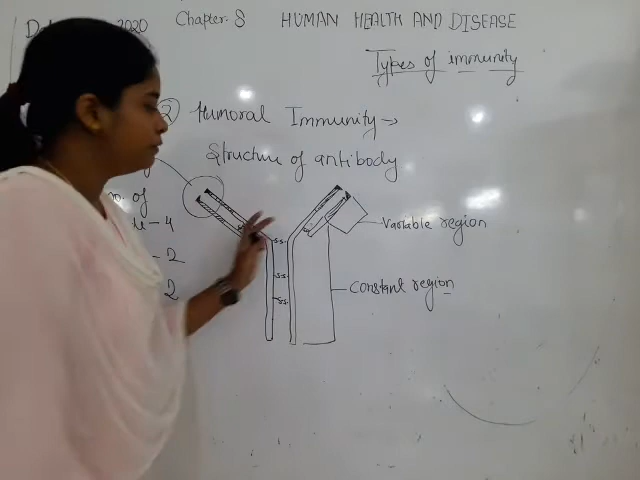 2020 Chapter. 8 HUMAN HEALTH AND DISEASE
Types of immunity
2 Humoral Immunity →
Structure of antibody
of
- 4
- 2
2
Variable region
Constant region
S-S
S-S
S-S